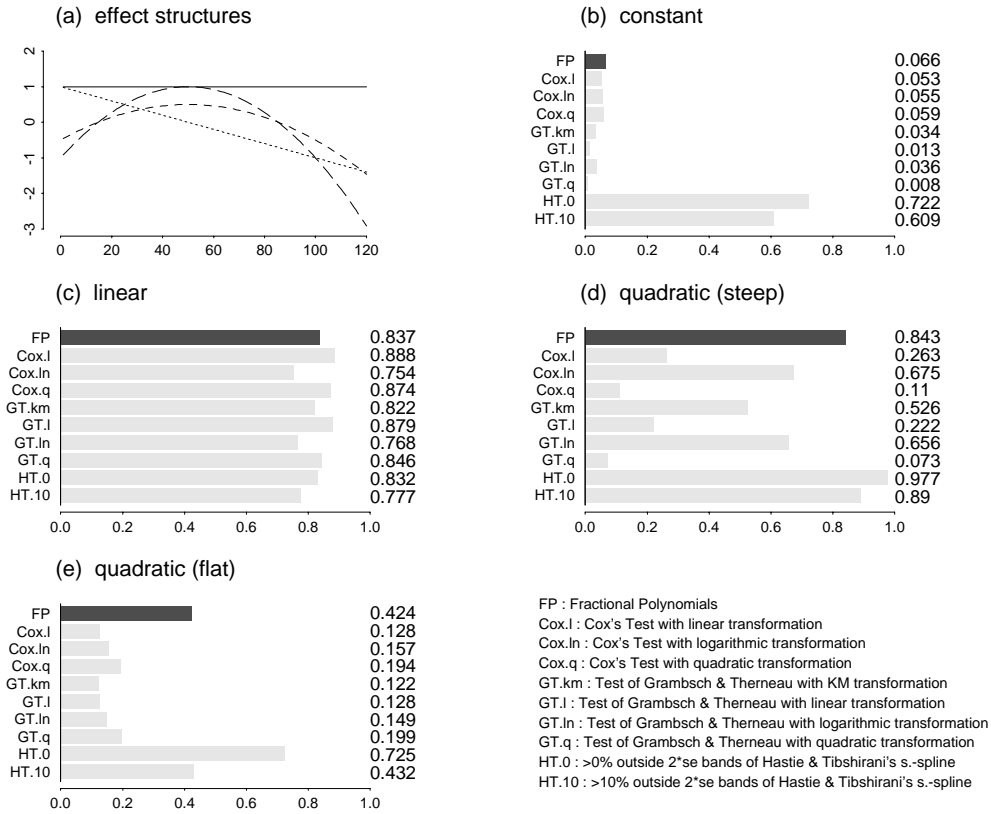 (a) effect structures
2
1
0
-1
-2
-3
0 20 40 60 80 100 120
(b) constant
FP 0.066
Cox.l 0.053
Cox.ln 0.055
Cox.q 0.059
GT.km 0.034
GT.l 0.013
GT.ln 0.036
GT.q 0.008
HT.0 0.722
HT.10 0.609
0.0 0.2 0.4 0.6 0.8 1.0
(c) linear
FP 0.837
Cox.l 0.888
Cox.ln 0.754
Cox.q 0.874
GT.km 0.822
GT.l 0.879
GT.ln 0.768
GT.q 0.846
HT.0 0.832
HT.10 0.777
0.0 0.2 0.4 0.6 0.8 1.0
(d) quadratic (steep)
FP 0.843
Cox.l 0.263
Cox.ln 0.675
Cox.q 0.11
GT.km 0.526
GT.l 0.222
GT.ln 0.656
GT.q 0.073
HT.0 0.977
HT.10 0.89
0.0 0.2 0.4 0.6 0.8 1.0
(e) quadratic (flat)
FP 0.424
Cox.l 0.128
Cox.ln 0.157
Cox.q 0.194
GT.km 0.122
GT.l 0.128
GT.ln 0.149
GT.q 0.199
HT.0 0.725
HT.10 0.432
0.0 0.2 0.4 0.6 0.8 1.0
FP : Fractional Polynomials
Cox.l : Cox's Test with linear transformation
Cox.ln : Cox's Test with logarithmic transformation
Cox.q : Cox's Test with quadratic transformation
GT.km : Test of Grambsch & Therneau with KM transformation
GT.l : Test of Grambsch & Therneau with linear transformation
GT.ln : Test of Grambsch & Therneau with logarithmic transformation
GT.q : Test of Grambsch & Therneau with quadratic transformation
HT.0 : >0% outside 2*se bands of Hastie & Tibshirani's s.-spline
HT.10 : >10% outside 2*se bands of Hastie & Tibshirani's s.-spline